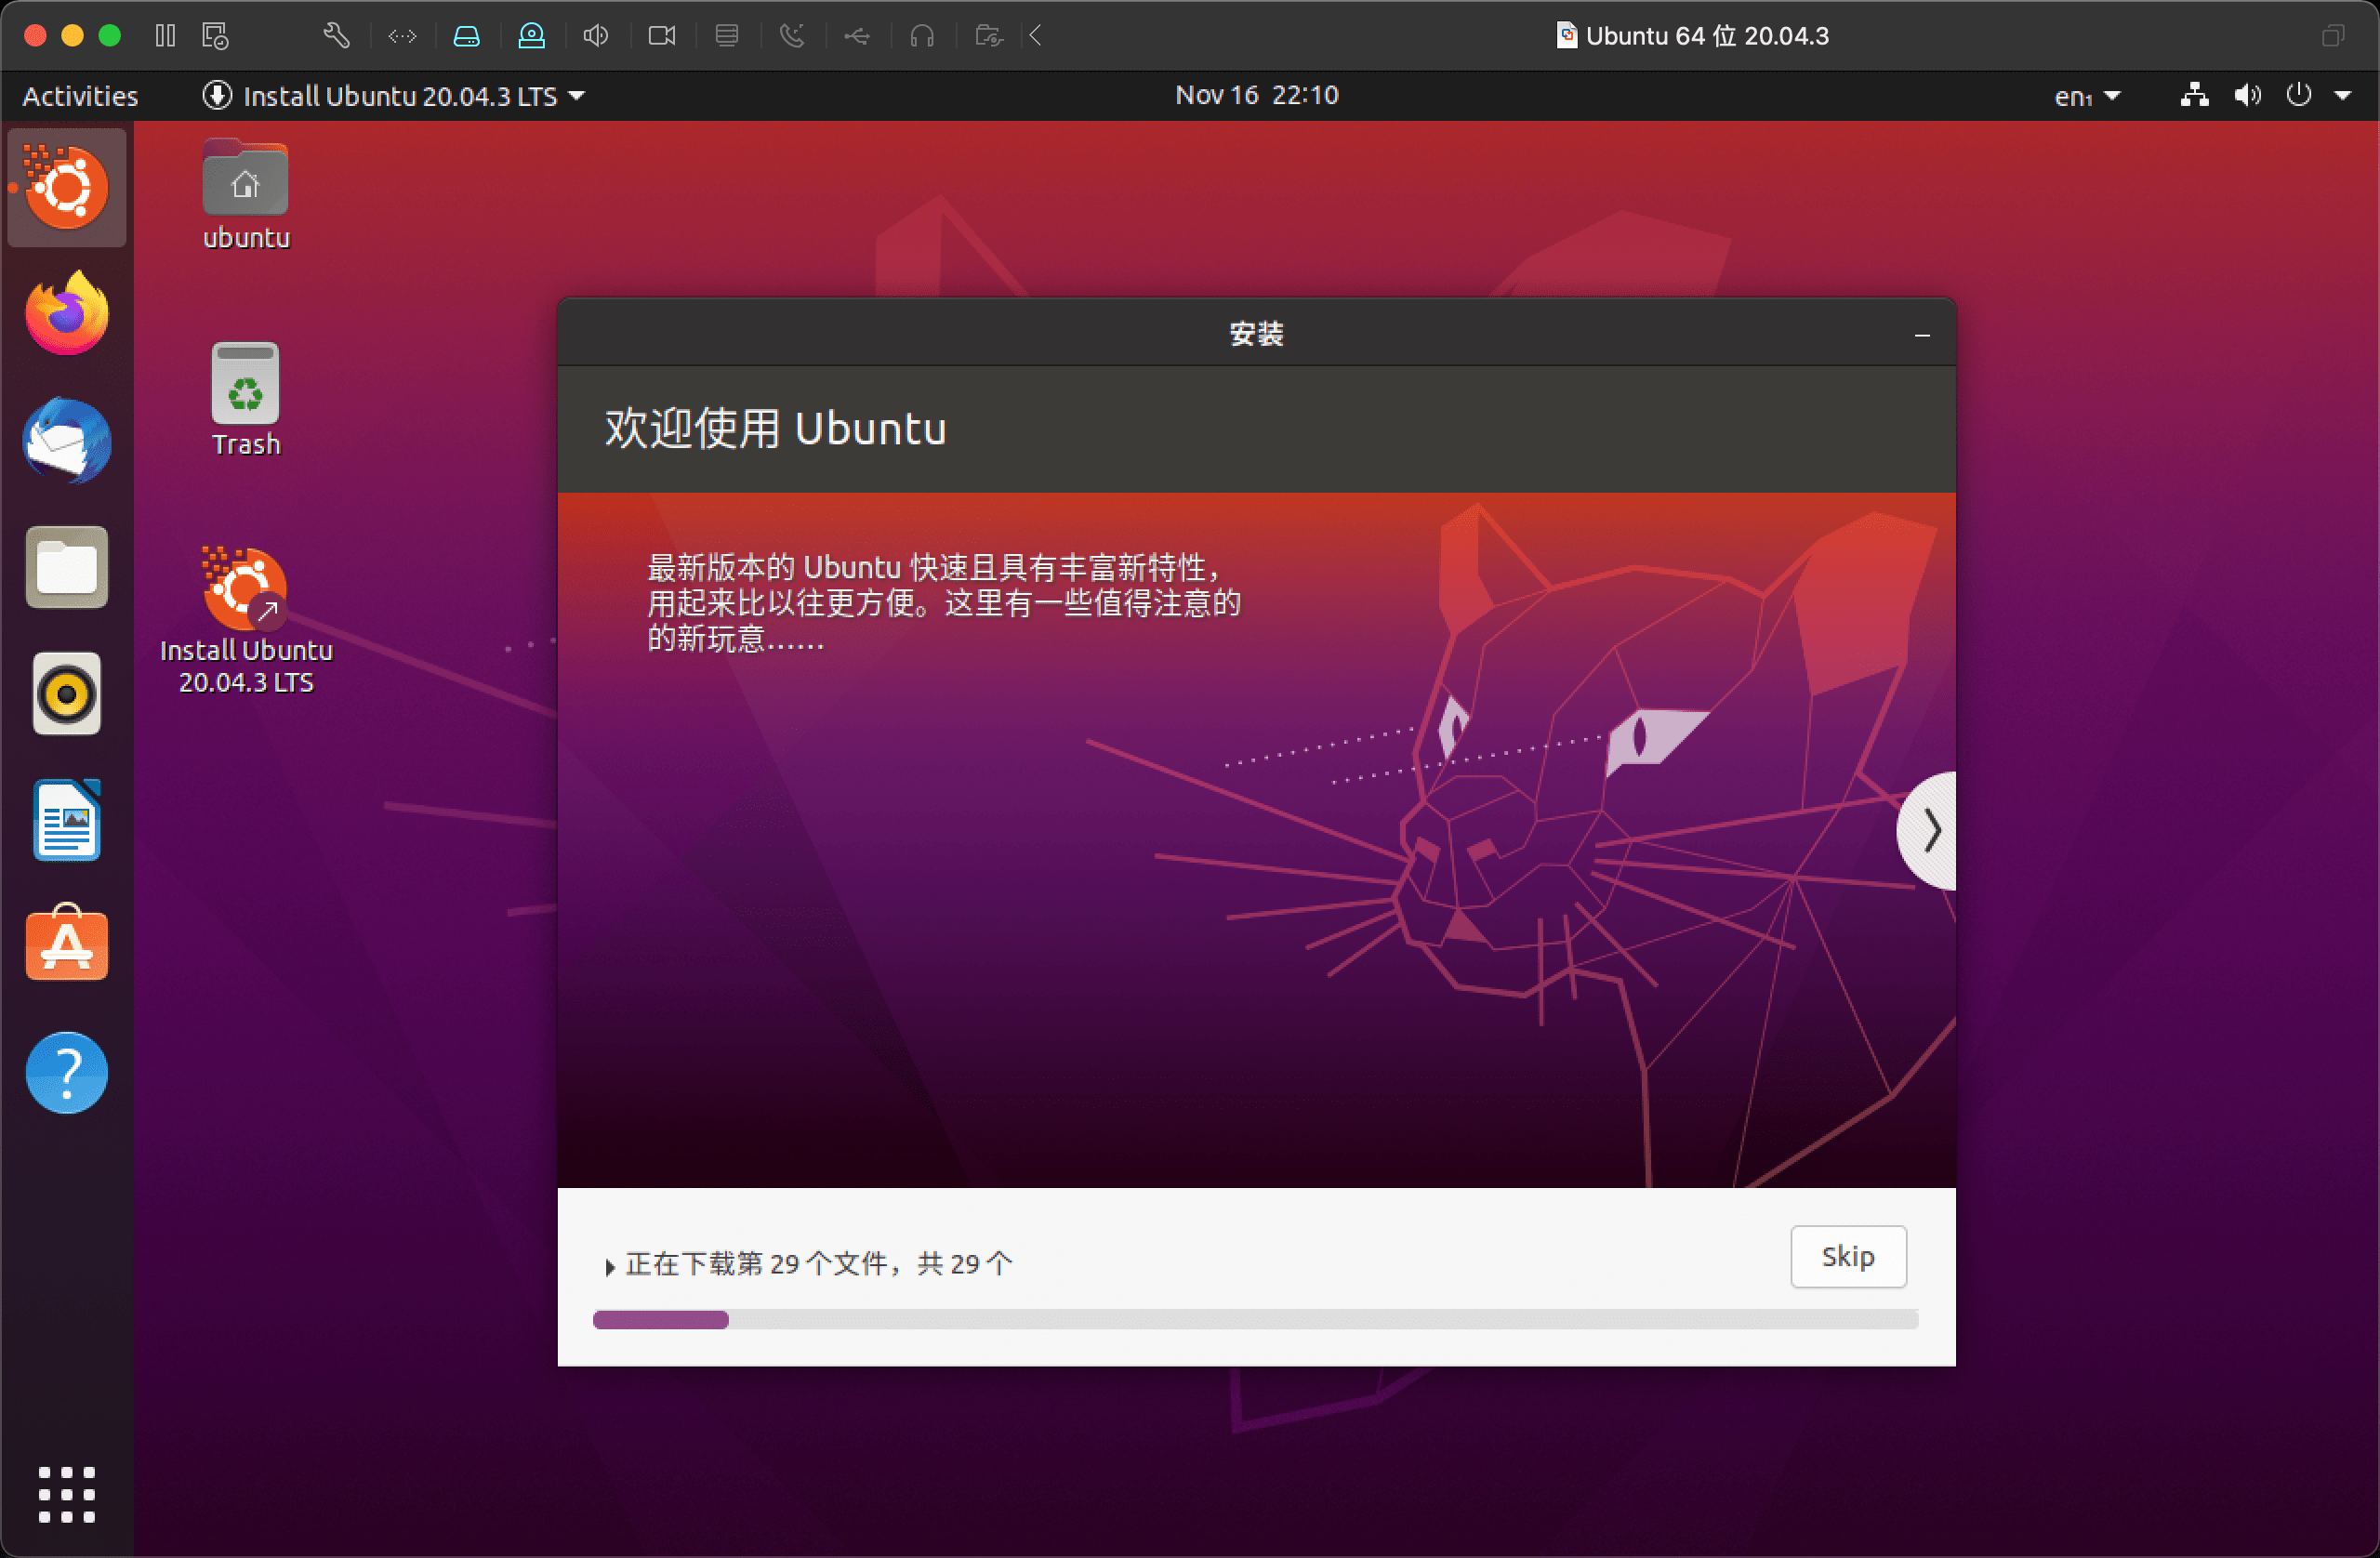 Ubuntu 64 位 20.04.3
Activities
Install Ubuntu 20.04.3 LTS
Nov 16 22:10
en₁
ubuntu
Trash
Install Ubuntu
20.04.3 LTS
安装
欢迎使用 Ubuntu
最新版本的 Ubuntu 快速且具有丰富新特性，
用起来比以往更方便。这里有一些值得注意的
的新玩意……
正在下载第 29 个文件，共 29 个
Skip